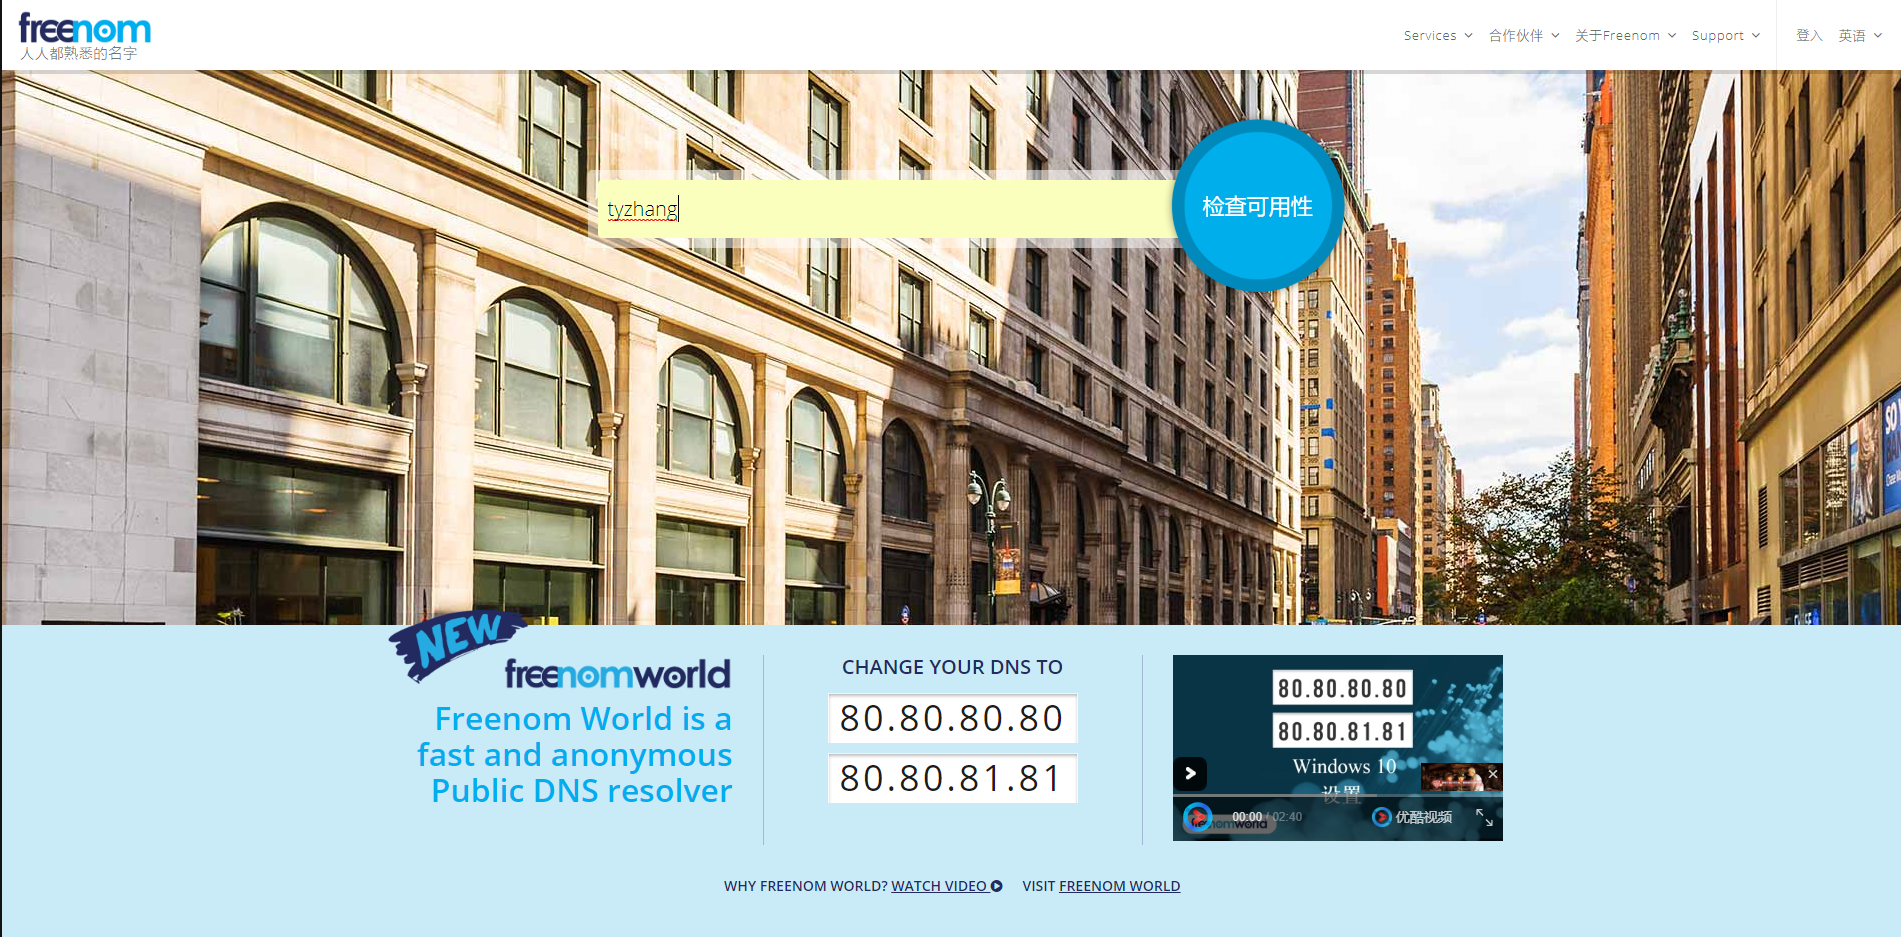 freenom
人人都熟悉的名字
Services
合作伙伴
关于Freenom
Support
登入
英语
tyzhang
检查可用性
NEW
freenomworld
Freenom World is a
fast and anonymous
Public DNS resolver
CHANGE YOUR DNS TO
80.80.80.80
80.80.81.81
80.80.80.80
80.80.81.81
Windows 10
设置
00:00 / 02:40
优酷视频
freenomworld
WHY FREENOM WORLD? WATCH VIDEO
VISIT FREENOM WORLD